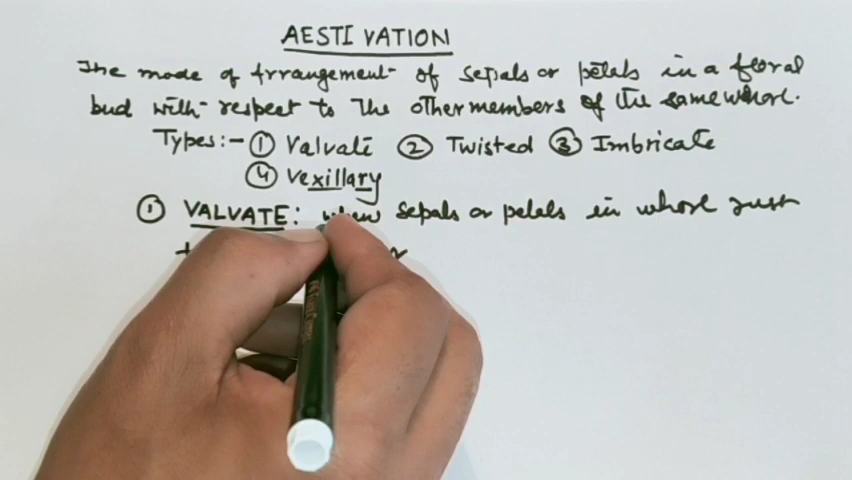 AESTIVATION
The mode of arrangement of sepals or petals in a floral
bud with respect to the other members of the same whorl.
Types:- ① Valvate ② Twisted ③ Imbricate
④ Vexillary
① VALVATE: when sepals or petals in whorl just